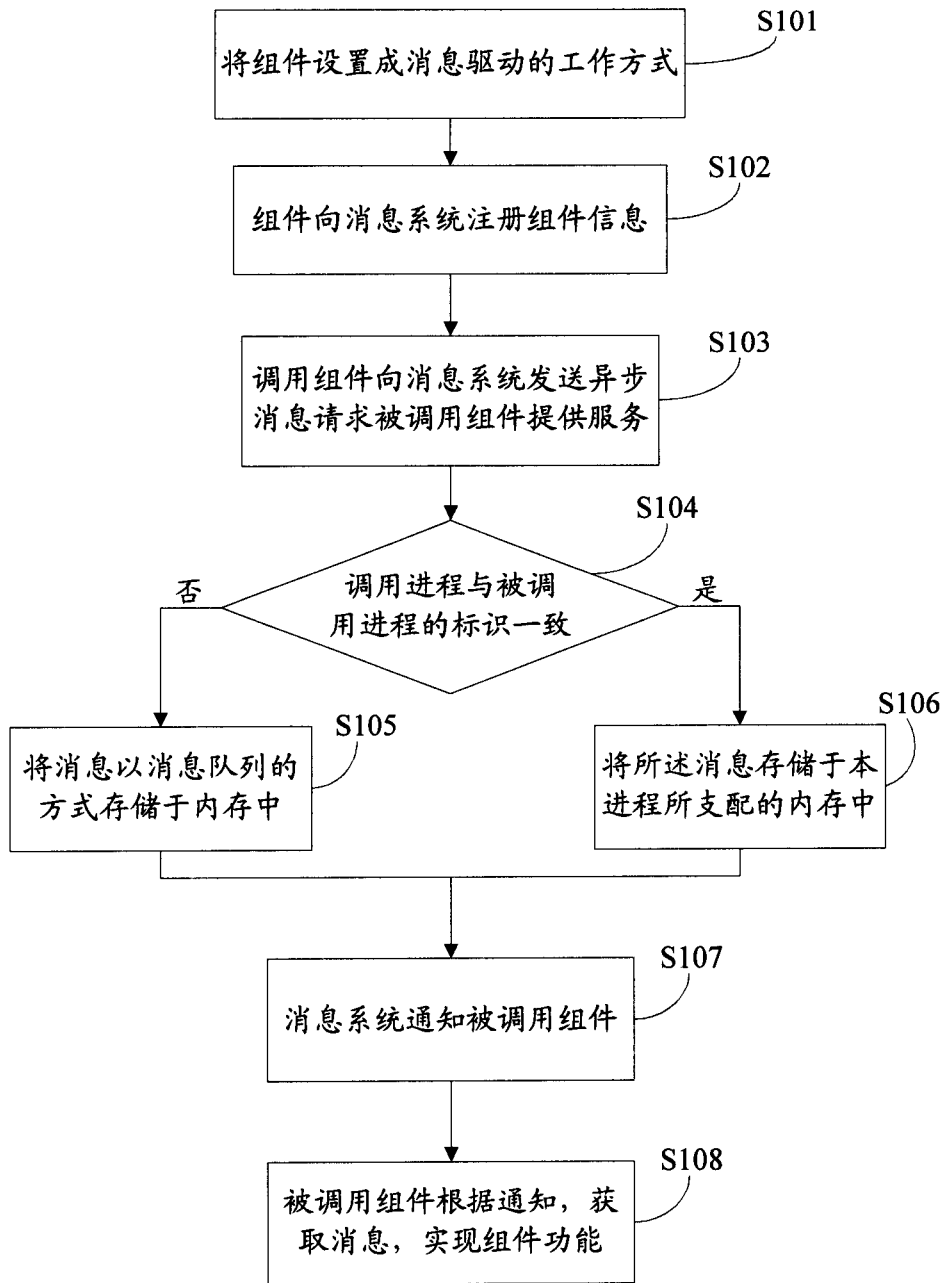 S101
将组件设置成消息驱动的工作方式
S102
组件向消息系统注册组件信息
S103
调用组件向消息系统发送异步
消息请求被调用组件提供服务
S104
调用进程与被调
用进程的标识一致
否
是
S105
将消息以消息队列的
方式存储于内存中
S106
将所述消息存储于本
进程所支配的内存中
S107
消息系统通知被调用组件
S108
被调用组件根据通知，获
取消息，实现组件功能